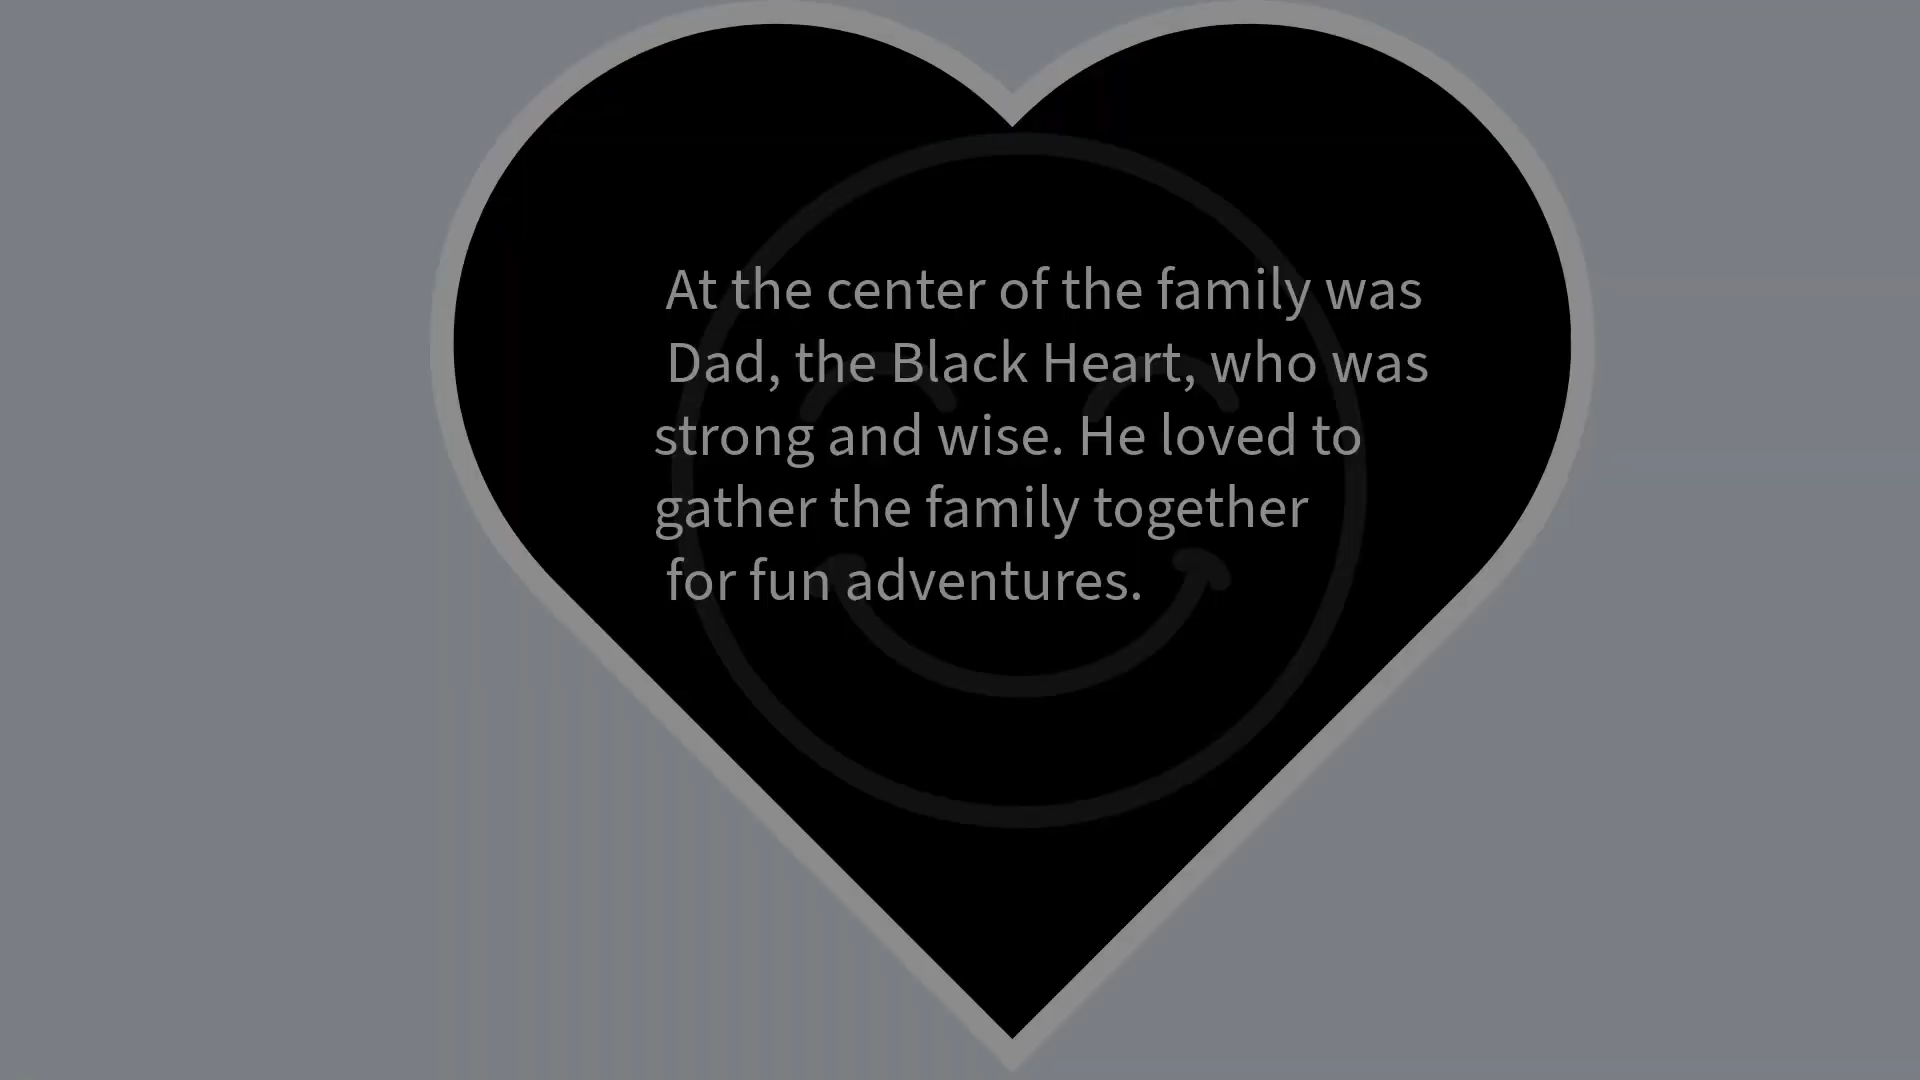 At the center of the family was
Dad, the Black Heart, who was
strong and wise. He loved to
gather the family together
for fun adventures.